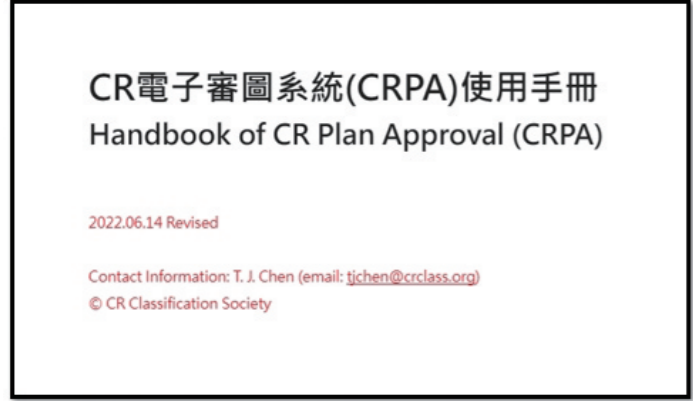 CR電子審圖系統(CRPA)使用手冊
Handbook of CR Plan Approval (CRPA)
2022.06.14 Revised
Contact Information: T. J. Chen (email: tjchen@crclass.org)
© CR Classification Society